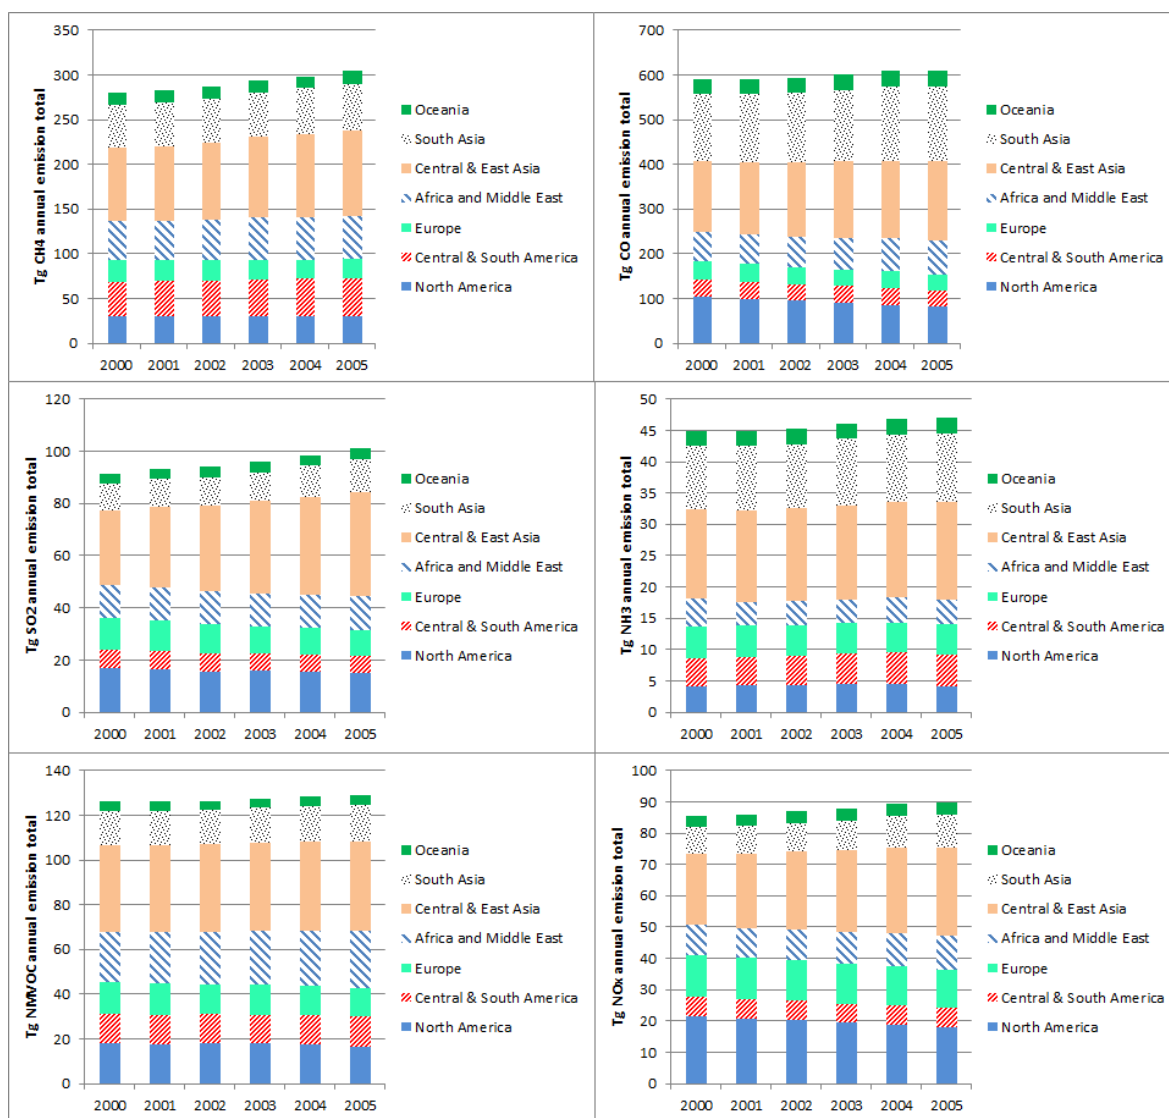 Tg CH4 annual emission total
350
300
250
200
150
100
50
0
2000 2001 2002 2003 2004 2005
Oceania
South Asia
Central & East Asia
Africa and Middle East
Europe
Central & South America
North America
Tg CO annual emission total
700
600
500
400
300
200
100
0
2000 2001 2002 2003 2004 2005
Oceania
South Asia
Central & East Asia
Africa and Middle East
Europe
Central & South America
North America
Tg SO2 annual emission total
120
100
80
60
40
20
0
2000 2001 2002 2003 2004 2005
Oceania
South Asia
Central & East Asia
Africa and Middle East
Europe
Central & South America
North America
Tg NH3 annual emission total
50
45
40
35
30
25
20
15
10
5
0
2000 2001 2002 2003 2004 2005
Oceania
South Asia
Central & East Asia
Africa and Middle East
Europe
Central & South America
North America
Tg NMVOC annual emission total
140
120
100
80
60
40
20
0
2000 2001 2002 2003 2004 2005
Oceania
South Asia
Central & East Asia
Africa and Middle East
Europe
Central & South America
North America
Tg NOx annual emission total
100
90
80
70
60
50
40
30
20
10
0
2000 2001 2002 2003 2004 2005
Oceania
South Asia
Central & East Asia
Africa and Middle East
Europe
Central & South America
North America